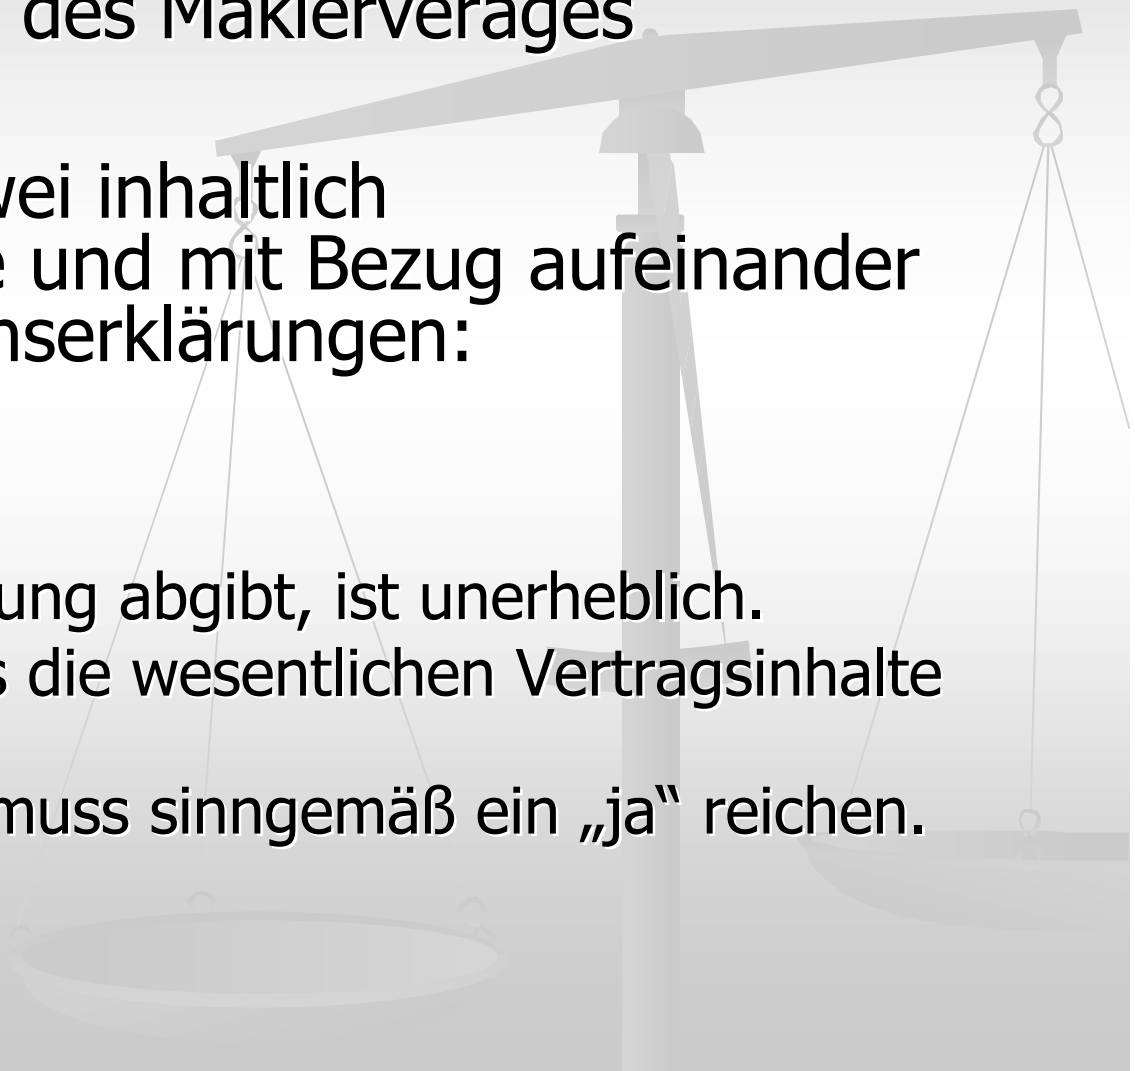 des Maklerverages
wei inhaltlich
e und mit Bezug aufeinander
nserklärungen:
ung abgibt, ist unerheblich.
s die wesentlichen Vertragsinhalte
muss sinngemäß ein „ja“ reichen.